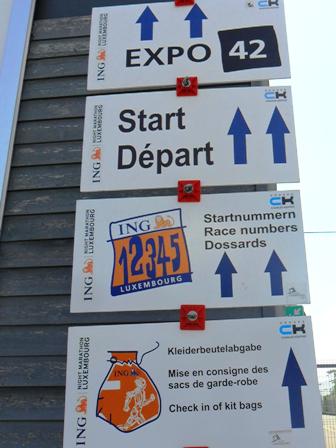 EXPO 42
ING
NIGHT MARATHON
LUXEMBOURG
CK
Start
Départ
ING
NIGHT MARATHON
LUXEMBOURG
CK
ING
12345
LUXEMBOURG
Startnummern
Race numbers
Dossards
ING
NIGHT MARATHON
LUXEMBOURG
CK
ING
Kleiderbeutelabgabe
Mise en consigne des
sacs de garde-robe
Check in of kit bags
ING
NIGHT MARATHON
LUXEMBOURG
CK